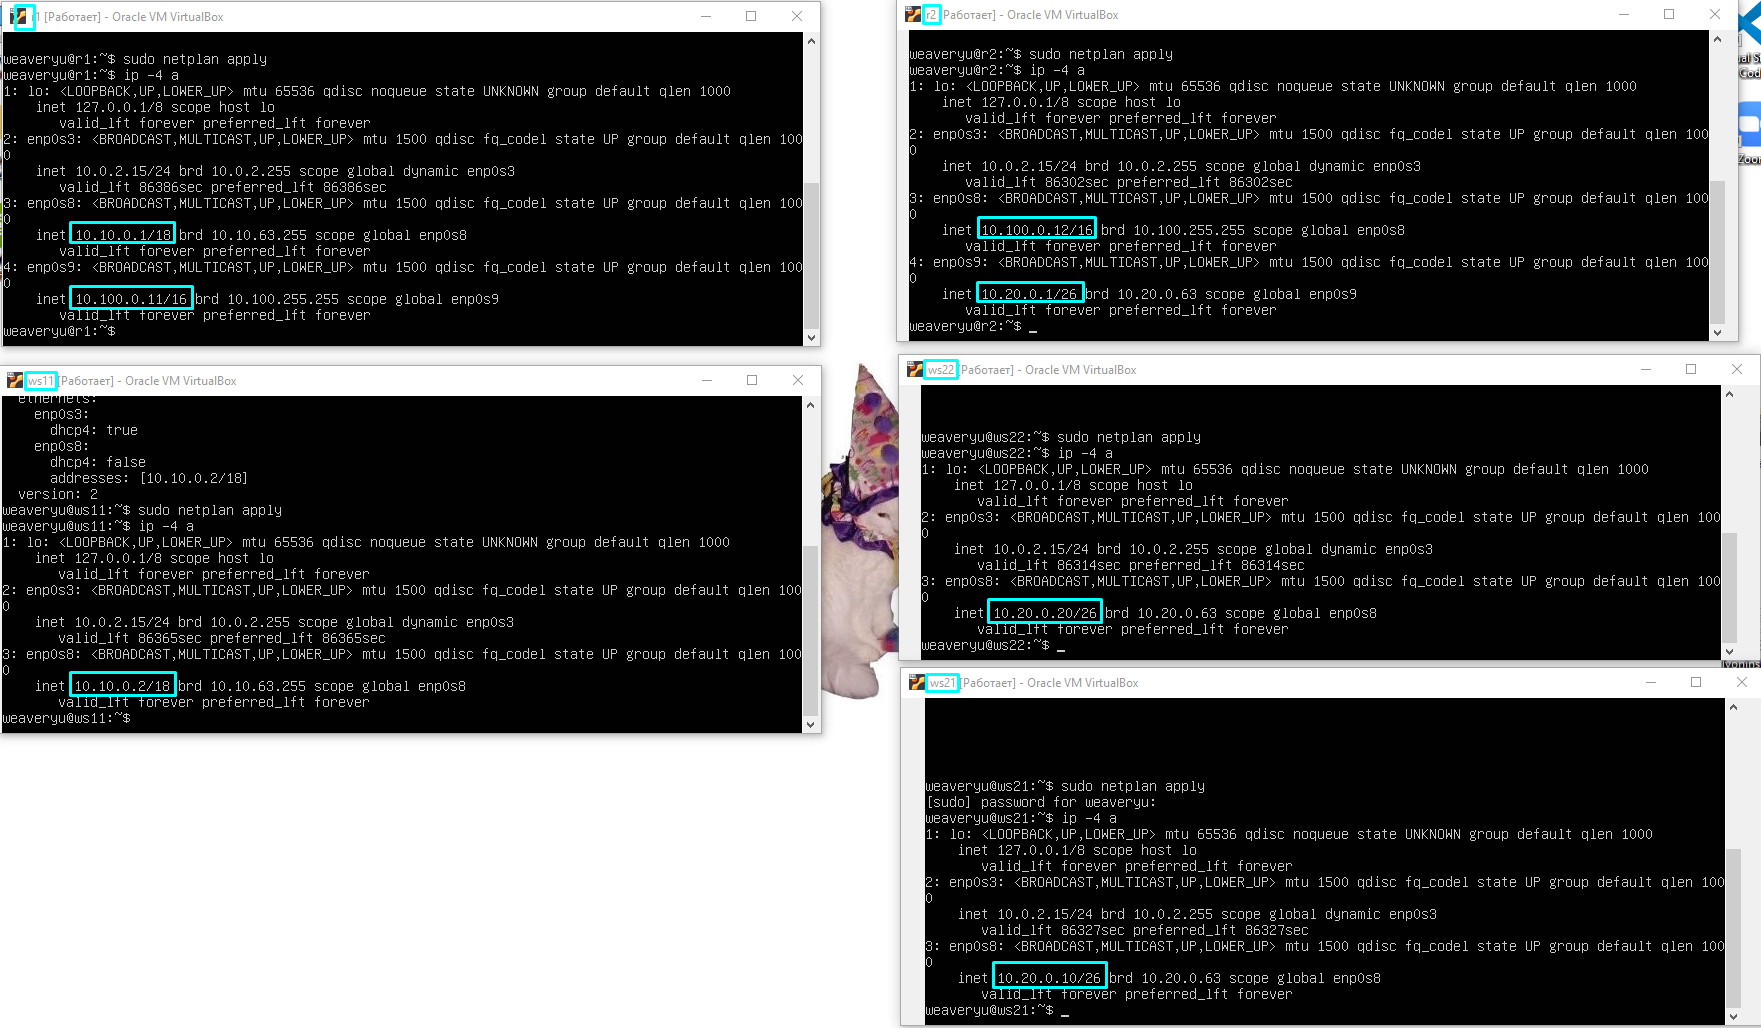 r1 [Работает] - Oracle VM VirtualBox
weaveryu@r1:~$ sudo netplan apply
weaveryu@r1:~$ ip -4 a
1: lo: <LOOPBACK,UP,LOWER_UP> mtu 65536 qdisc noqueue state UNKNOWN group default qlen 1000
inet 127.0.0.1/8 scope host lo
valid_lft forever preferred_lft forever
2: enp0s3: <BROADCAST,MULTICAST,UP,LOWER_UP> mtu 1500 qdisc fq_codel state UP group default qlen 100
0
inet 10.0.2.15/24 brd 10.0.2.255 scope global dynamic enp0s3
valid_lft 86386sec preferred_lft 86386sec
3: enp0s8: <BROADCAST,MULTICAST,UP,LOWER_UP> mtu 1500 qdisc fq_codel state UP group default qlen 100
0
inet 10.10.0.1/18 brd 10.10.63.255 scope global enp0s8
valid_lft forever preferred_lft forever
4: enp0s9: <BROADCAST,MULTICAST,UP,LOWER_UP> mtu 1500 qdisc fq_codel state UP group default qlen 100
0
inet 10.100.0.11/16 brd 10.100.255.255 scope global enp0s9
valid_lft forever preferred_lft forever
weaveryu@r1:~$
r2 [Работает] - Oracle VM VirtualBox
weaveryu@r2:~$ sudo netplan apply
weaveryu@r2:~$ ip -4 a
1: lo: <LOOPBACK,UP,LOWER_UP> mtu 65536 qdisc noqueue state UNKNOWN group default qlen 1000
inet 127.0.0.1/8 scope host lo
valid_lft forever preferred_lft forever
2: enp0s3: <BROADCAST,MULTICAST,UP,LOWER_UP> mtu 1500 qdisc fq_codel state UP group default qlen 100
0
inet 10.0.2.15/24 brd 10.0.2.255 scope global dynamic enp0s3
valid_lft 86302sec preferred_lft 86302sec
3: enp0s8: <BROADCAST,MULTICAST,UP,LOWER_UP> mtu 1500 qdisc fq_codel state UP group default qlen 100
0
inet 10.100.0.12/16 brd 10.100.255.255 scope global enp0s8
valid_lft forever preferred_lft forever
4: enp0s9: <BROADCAST,MULTICAST,UP,LOWER_UP> mtu 1500 qdisc fq_codel state UP group default qlen 100
0
inet 10.20.0.1/26 brd 10.20.0.63 scope global enp0s9
valid_lft forever preferred_lft forever
weaveryu@r2:~$ _
ws11 [Работает] - Oracle VM VirtualBox
ethernets:
enp0s3:
dhcp4: true
enp0s8:
dhcp4: false
addresses: [10.10.0.2/18]
version: 2
weaveryu@ws11:~$ sudo netplan apply
weaveryu@ws11:~$ ip -4 a
1: lo: <LOOPBACK,UP,LOWER_UP> mtu 65536 qdisc noqueue state UNKNOWN group default qlen 1000
inet 127.0.0.1/8 scope host lo
valid_lft forever preferred_lft forever
2: enp0s3: <BROADCAST,MULTICAST,UP,LOWER_UP> mtu 1500 qdisc fq_codel state UP group default qlen 100
0
inet 10.0.2.15/24 brd 10.0.2.255 scope global dynamic enp0s3
valid_lft 86365sec preferred_lft 86365sec
3: enp0s8: <BROADCAST,MULTICAST,UP,LOWER_UP> mtu 1500 qdisc fq_codel state UP group default qlen 100
0
inet 10.10.0.2/18 brd 10.10.63.255 scope global enp0s8
valid_lft forever preferred_lft forever
weaveryu@ws11:~$
ws22 [Работает] - Oracle VM VirtualBox
weaveryu@ws22:~$ sudo netplan apply
weaveryu@ws22:~$ ip -4 a
1: lo: <LOOPBACK,UP,LOWER_UP> mtu 65536 qdisc noqueue state UNKNOWN group default qlen 1000
inet 127.0.0.1/8 scope host lo
valid_lft forever preferred_lft forever
2: enp0s3: <BROADCAST,MULTICAST,UP,LOWER_UP> mtu 1500 qdisc fq_codel state UP group default qlen 100
0
inet 10.0.2.15/24 brd 10.0.2.255 scope global dynamic enp0s3
valid_lft 86314sec preferred_lft 86314sec
3: enp0s8: <BROADCAST,MULTICAST,UP,LOWER_UP> mtu 1500 qdisc fq_codel state UP group default qlen 100
0
inet 10.20.0.20/26 brd 10.20.0.63 scope global enp0s8
valid_lft forever preferred_lft forever
weaveryu@ws22:~$ _
ws21 [Работает] - Oracle VM VirtualBox
weaveryu@ws21:~$ sudo netplan apply
[sudo] password for weaveryu:
weaveryu@ws21:~$ ip -4 a
1: lo: <LOOPBACK,UP,LOWER_UP> mtu 65536 qdisc noqueue state UNKNOWN group default qlen 1000
inet 127.0.0.1/8 scope host lo
valid_lft forever preferred_lft forever
2: enp0s3: <BROADCAST,MULTICAST,UP,LOWER_UP> mtu 1500 qdisc fq_codel state UP group default qlen 100
0
inet 10.0.2.15/24 brd 10.0.2.255 scope global dynamic enp0s3
valid_lft 86327sec preferred_lft 86327sec
3: enp0s8: <BROADCAST,MULTICAST,UP,LOWER_UP> mtu 1500 qdisc fq_codel state UP group default qlen 100
0
inet 10.20.0.10/26 brd 10.20.0.63 scope global enp0s8
valid_lft forever preferred_lft forever
weaveryu@ws21:~$ _